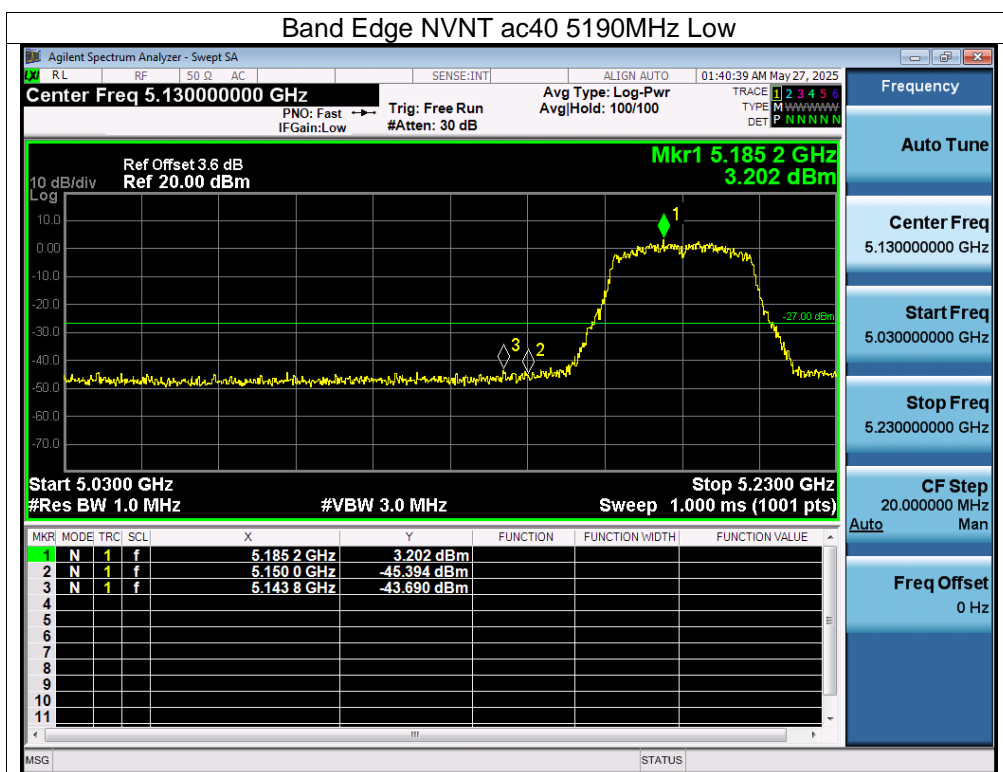 Band Edge NVNT ac40 5190MHz Low
Agilent Spectrum Analyzer - Swept SA
LXI RL RF 50 Ω AC SENSE:INT ALIGN AUTO 01:40:39 AM May 27, 2025
Center Freq 5.130000000 GHz
PNO: Fast
IFGain:Low
Trig: Free Run
#Atten: 30 dB
Avg Type: Log-Pwr
Avg|Hold: 100/100
TRACE 1 2 3 4 5 6
TYPE M WWWWW
DET P N N N N N
Mkr1 5.185 2 GHz
3.202 dBm
Ref Offset 3.6 dB
10 dB/div Ref 20.00 dBm
Log
10.0
0.00
-10.0
-20.0
-30.0
-40.0
-50.0
-60.0
-70.0
1
-27.00 dBm
3 2
Start 5.0300 GHz Stop 5.2300 GHz
#Res BW 1.0 MHz #VBW 3.0 MHz Sweep 1.000 ms (1001 pts)
MKR MODE TRC SCL X Y FUNCTION FUNCTION WIDTH FUNCTION VALUE
1 N 1 f 5.185 2 GHz 3.202 dBm
2 N 1 f 5.150 0 GHz -45.394 dBm
3 N 1 f 5.143 8 GHz -43.690 dBm
4
5
6
7
8
9
10
11
MSG STATUS
Frequency
Auto Tune
Center Freq
5.130000000 GHz
Start Freq
5.030000000 GHz
Stop Freq
5.230000000 GHz
CF Step
20.000000 MHz
Auto Man
Freq Offset
0 Hz